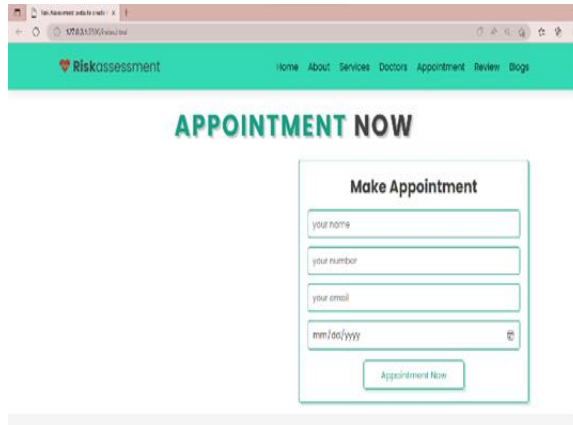 Riskassessment
Home About Services Doctors Appointment Review Blogs
APPOINTMENT NOW
Make Appointment
your name
your number
your email
mm/dd/yyyy
Appointment Now